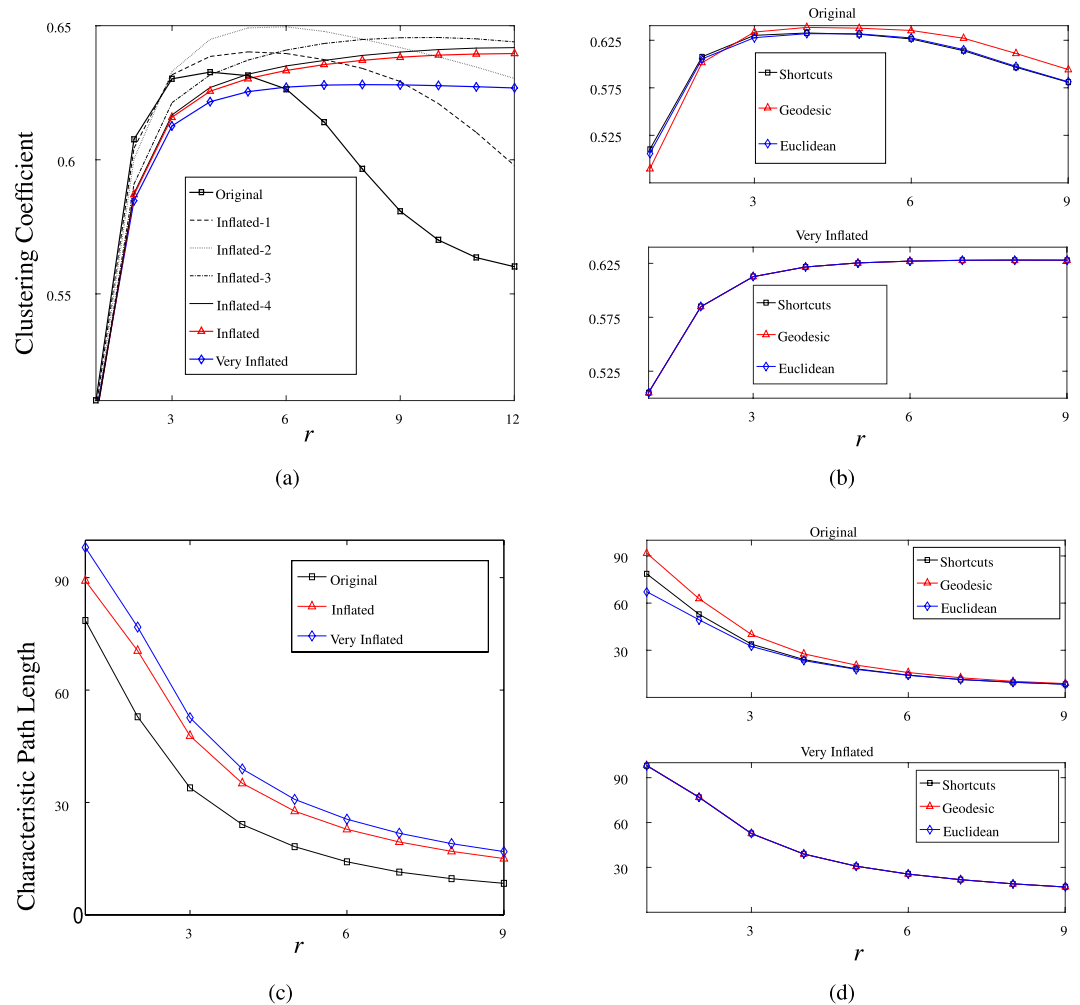 0.65
0.6
0.55
Clustering Coefficient
Original
Inflated-1
Inflated-2
Inflated-3
Inflated-4
Inflated
Very Inflated
3
6
9
12
r
(a)
Original
0.625
0.575
0.525
Shortcuts
Geodesic
Euclidean
3
6
9
Very Inflated
0.625
0.575
0.525
Shortcuts
Geodesic
Euclidean
3
6
9
r
(b)
90
60
30
0
Characteristic Path Length
Original
Inflated
Very Inflated
3
6
9
r
(c)
Original
90
60
30
Shortcuts
Geodesic
Euclidean
3
6
9
Very Inflated
90
60
30
Shortcuts
Geodesic
Euclidean
3
6
9
r
(d)